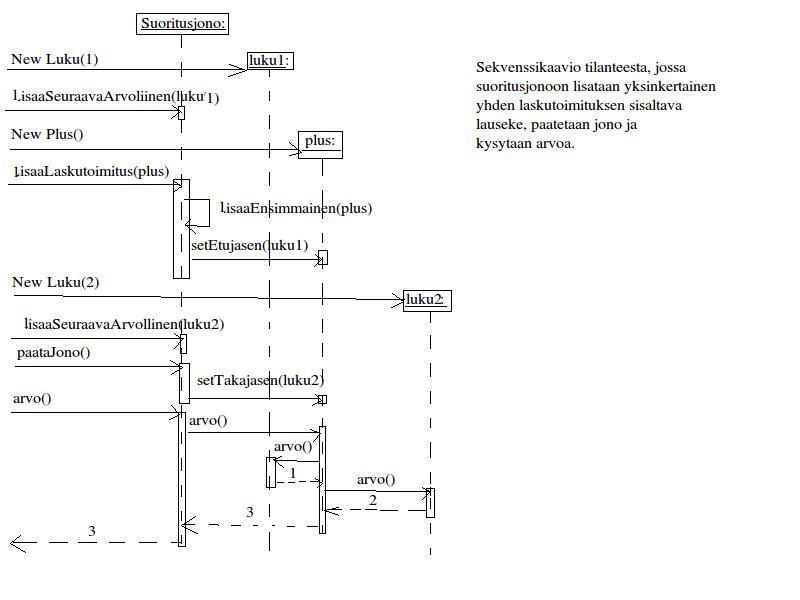 Suoritusjono:
New Luku(1)
luku1:
Sekvenssikaavio tilanteesta, jossa
suoritusjonoon lisataan yksinkertainen
yhden laskutoimituksen sisaltava
lauseke, paatetaan jono ja
kysytaan arvoa.
lisaaSeuraavaArvoliinen(luku1)
New Plus()
plus:
lisaaLaskutoimitus(plus)
lisaaEnsimmainen(plus)
setEtujasen(luku1)
New Luku(2)
luku2:
lisaaSeuraavaArvollinen(luku2)
paataJono()
setTakajasen(luku2)
arvo()
arvo()
arvo()
1
arvo()
2
3
3